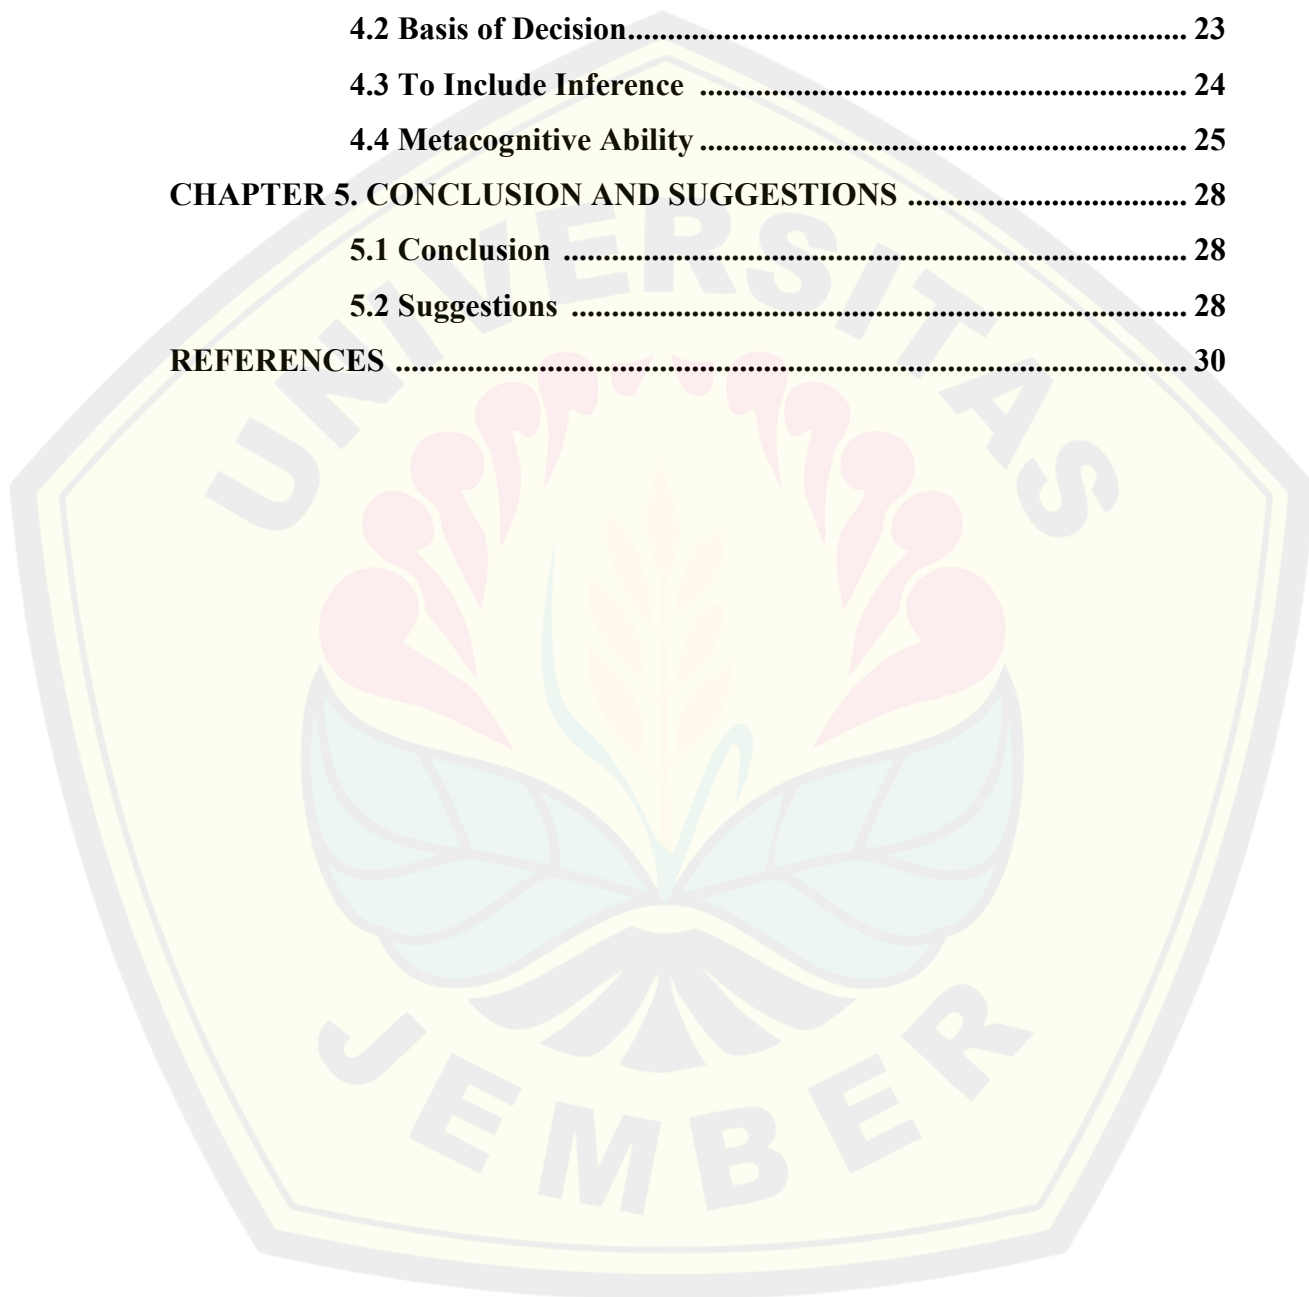 4.2 Basis of Decision...................................................................... 23
4.3 To Include Inference ............................................................. 24
4.4 Metacognitive Ability ............................................................. 25
CHAPTER 5. CONCLUSION AND SUGGESTIONS ................................... 28
5.1 Conclusion .............................................................................. 28
5.2 Suggestions ............................................................................. 28
REFERENCES ................................................................................................... 30
UNIVERSITAS
JEMBER